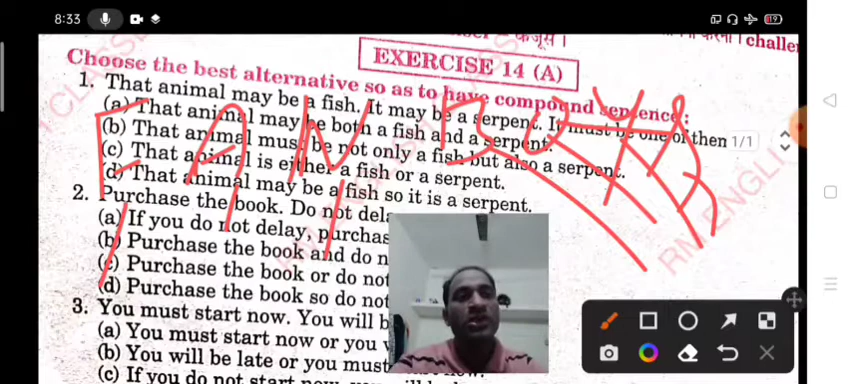 8:33
कंजूस । challe
EXERCISE 14 (A)
Choose the best alternative so as to have compound sentence:
1. That animal may be a fish. It may be a serpent. It must be one of then 1/1
(a) That animal may be both a fish and a serpent.
(b) That animal must be not only a fish but also a serpent.
(c) That animal is either a fish or a serpent.
(d) That animal may be a fish so it is a serpent.
2. Purchase the book. Do not dela
(a) If you do not delay, purchas
(b) Purchase the book and do n
(c) Purchase the book or do not
(d) Purchase the book so do not
3. You must start now. You will b
(a) You must start now or you
(b) You will be late or you must
(c) If you do not start now,
FANBOYS
RM ENGLISH CLASSES